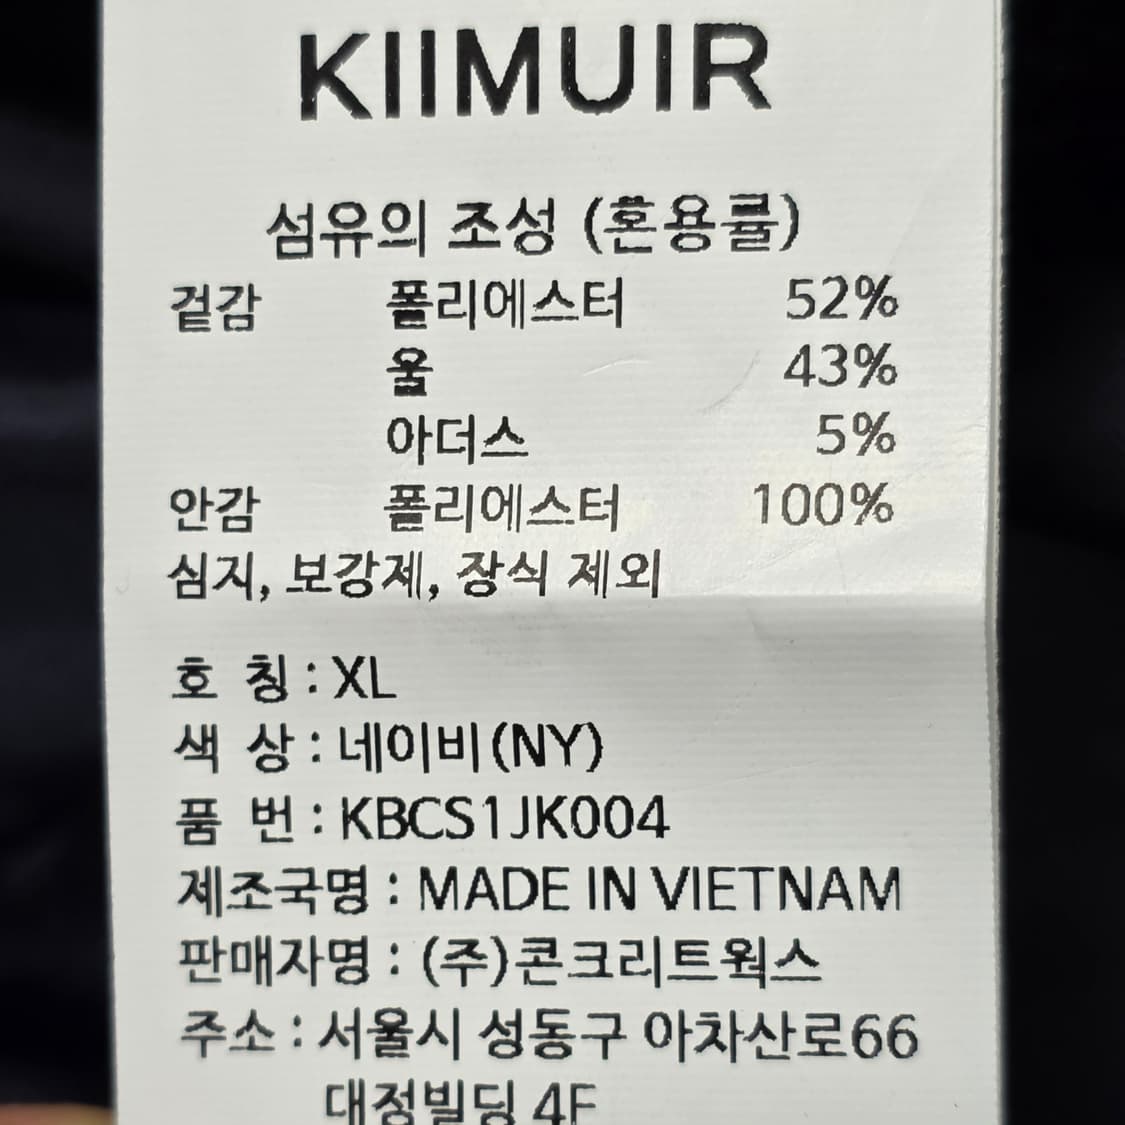 KIIMUIR
섬유의 조성 (혼용률)
겉감 폴리에스터 52%
울 43%
아더스 5%
안감 폴리에스터 100%
심지, 보강제, 장식 제외
호 칭 : XL
색 상 : 네이비(NY)
품 번 : KBCS1JK004
제조국명 : MADE IN VIETNAM
판매자명 : (주)콘크리트웍스
주소 : 서울시 성동구 아차산로66
대정빌딩 4F